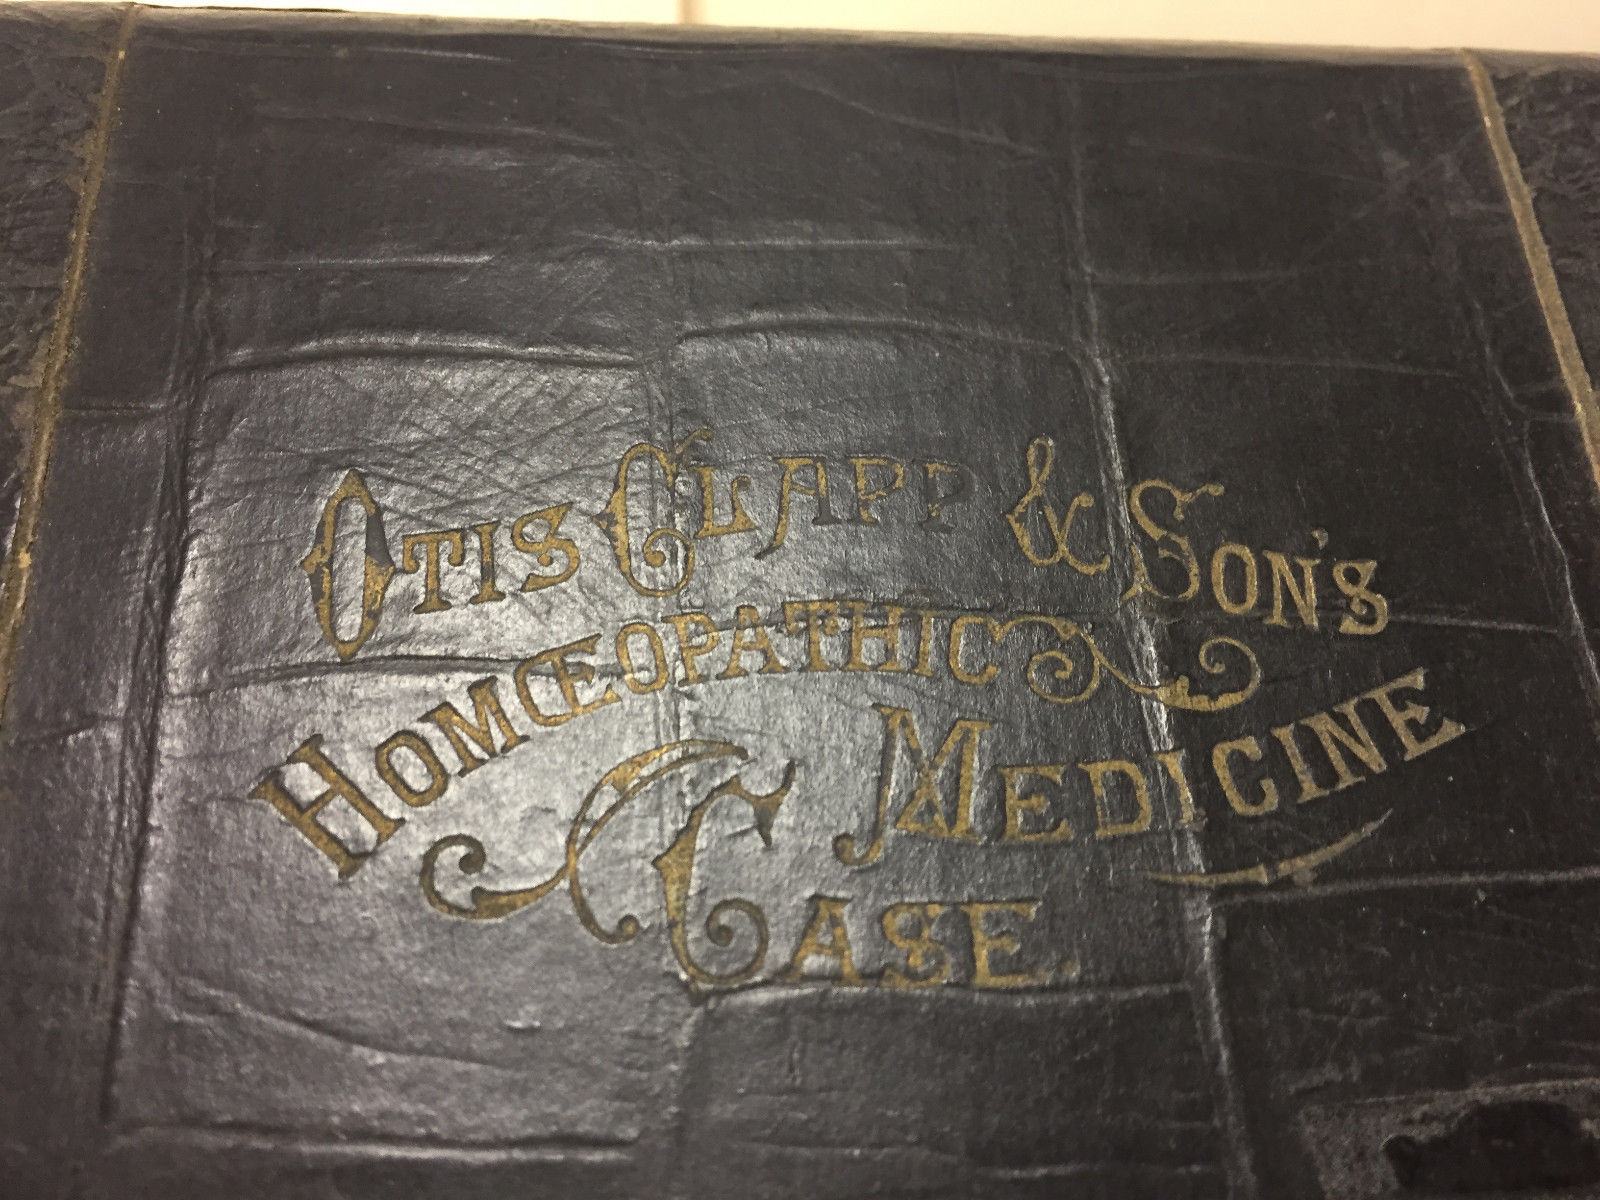 Otis Clapp & Son's
Homœopathic
Medicine
Case.